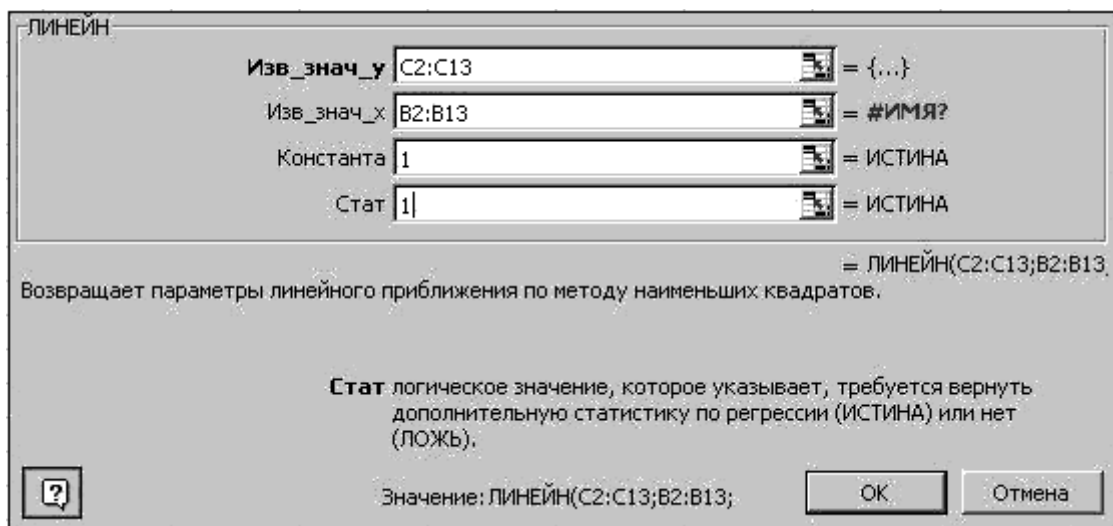 ЛИНЕЙН
Изв_знач_y C2:C13 = {...}
Изв_знач_x B2:B13 = #ИМЯ?
Константа 1 = ИСТИНА
Стат 1 = ИСТИНА
= ЛИНЕЙН(C2:C13;B2:B13
Возвращает параметры линейного приближения по методу наименьших квадратов.
Стат логическое значение, которое указывает, требуется вернуть
дополнительную статистику по регрессии (ИСТИНА) или нет
(ЛОЖЬ).
? Значение: ЛИНЕЙН(C2:C13;B2:B13; OK Отмена